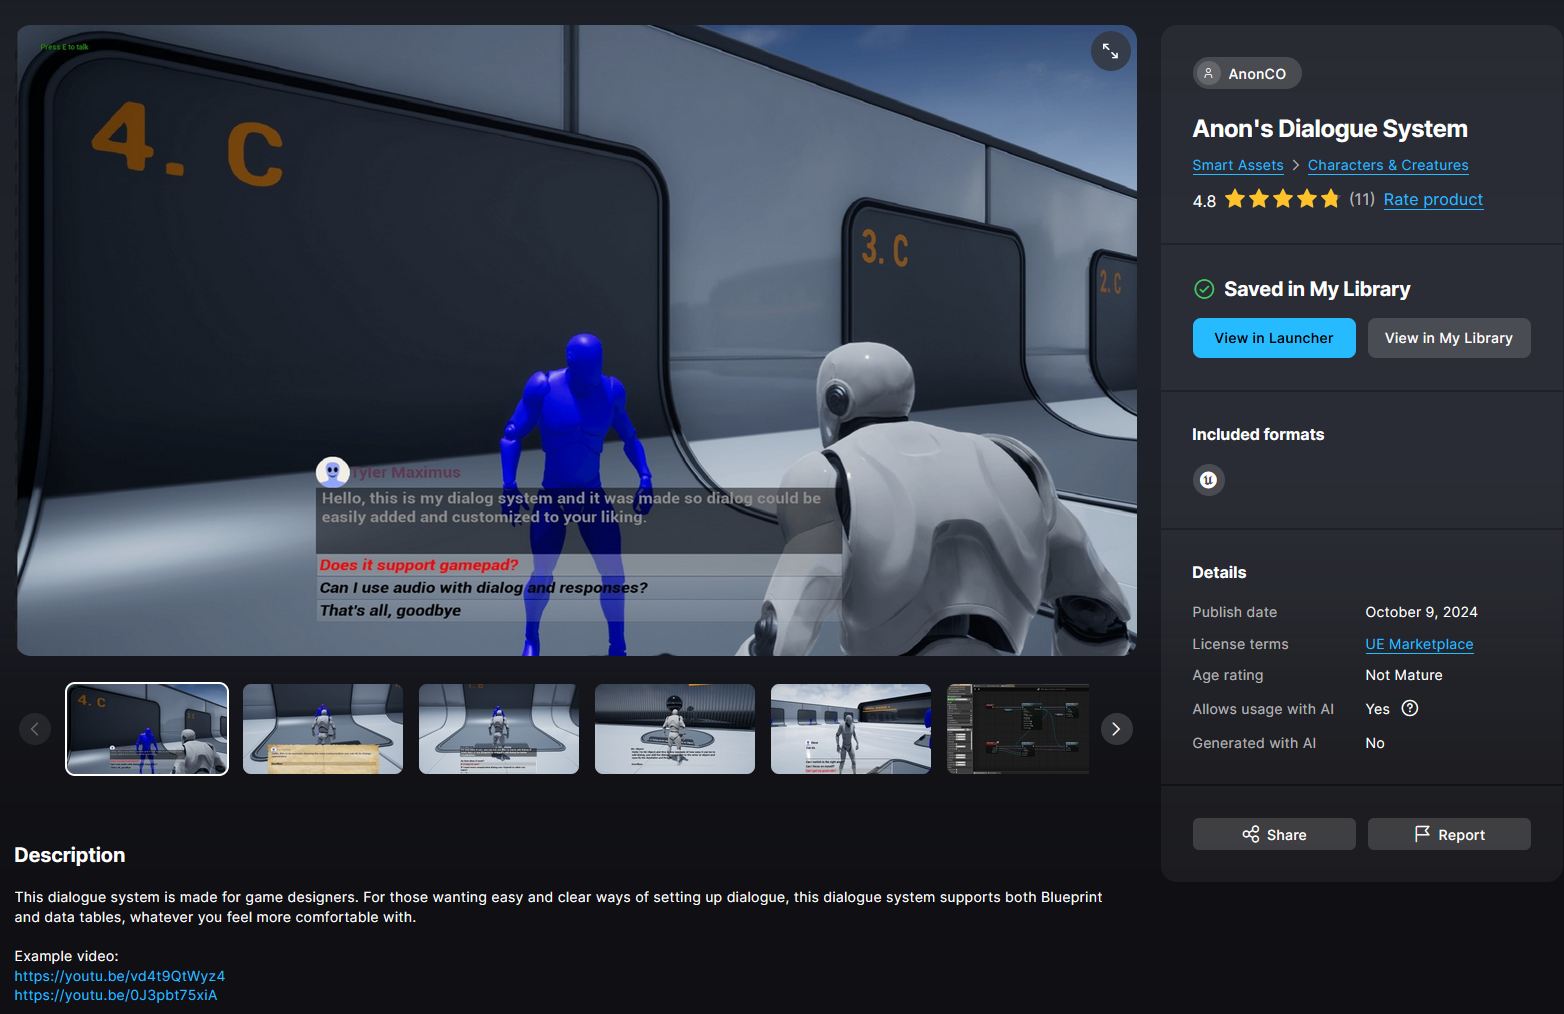 Press E to talk
4. C
3. C
2. C
Tyler Maximus
Hello, this is my dialog system and it was made so dialog could be
easily added and customized to your liking.
Does it support gamepad?
Can I use audio with dialog and responses?
That's all, goodbye
AnonCO
Anon's Dialogue System
Smart Assets > Characters & Creatures
4.8 (11) Rate product
Saved in My Library
View in Launcher View in My Library
Included formats
Details
Publish date October 9, 2024
License terms UE Marketplace
Age rating Not Mature
Allows usage with AI Yes
Generated with AI No
Share Report
4. C
Description
This dialogue system is made for game designers. For those wanting easy and clear ways of setting up dialogue, this dialogue system supports both Blueprint
and data tables, whatever you feel more comfortable with.
Example video:
https://youtu.be/vd4t9QtWyz4
https://youtu.be/0J3pbt75xiA